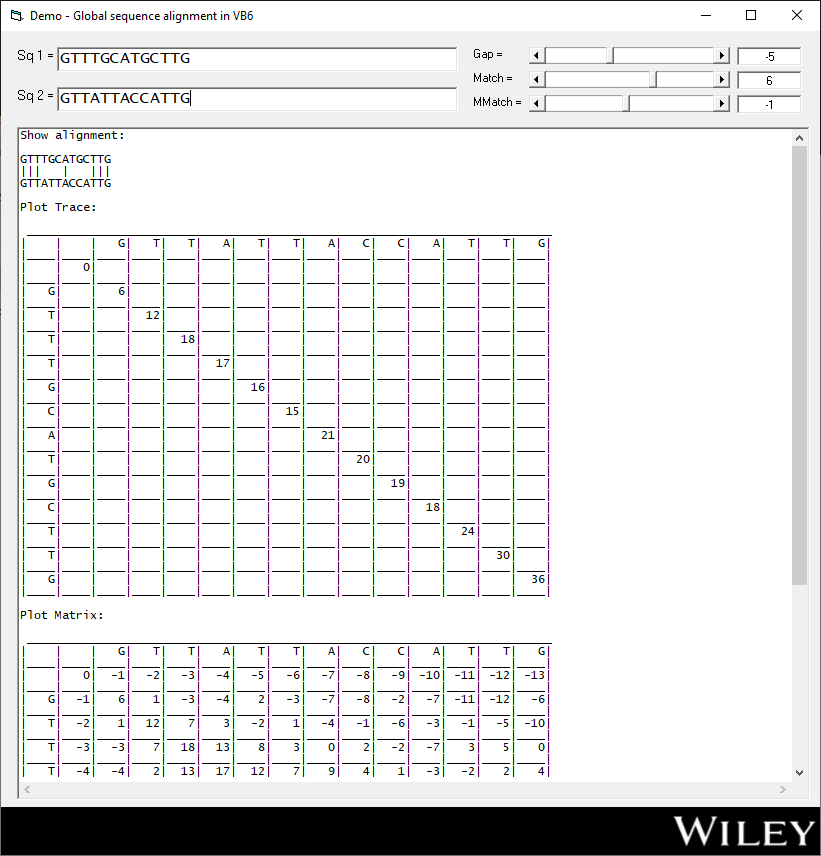 Demo - Global sequence alignment in VB6
Sq 1 = GTTTGCATGCTTG
Gap = -5
Match = 6
Sq 2 = GTTATTACCATTG
MMatch = -1
Show alignment:
GTTTGCATGCTTG
||| | |||
GTTATTACCATTG
Plot Trace:
| | | G| T| T| A| T| T| A| C| C| A| T| T| G|
| | 0| | | | | | | | | | | | | |
| G| | 6| | | | | | | | | | | | |
| T| | | 12| | | | | | | | | | | |
| T| | | | 18| | | | | | | | | | |
| T| | | | | 17| | | | | | | | | |
| G| | | | | | 16| | | | | | | | |
| C| | | | | | | 15| | | | | | | |
| A| | | | | | | | 21| | | | | | |
| T| | | | | | | | | 20| | | | | |
| G| | | | | | | | | | 19| | | | |
| C| | | | | | | | | | | 18| | | |
| T| | | | | | | | | | | | 24| | |
| T| | | | | | | | | | | | | 30| |
| G| | | | | | | | | | | | | | 36|
Plot Matrix:
| | | G| T| T| A| T| T| A| C| C| A| T| T| G|
| | 0| -1| -2| -3| -4| -5| -6| -7| -8| -9| -10| -11| -12| -13|
| G| -1| 6| 1| -3| -4| 2| -3| -7| -8| -2| -7| -11| -12| -6|
| T| -2| 1| 12| 7| 3| -2| 1| -4| -1| -6| -3| -1| -5| -10|
| T| -3| -3| 7| 18| 13| 8| 3| 0| 2| -2| -7| 3| 5| 0|
| T| -4| -4| 2| 13| 17| 12| 7| 9| 4| 1| -3| -2| 2| 4|
WILEY